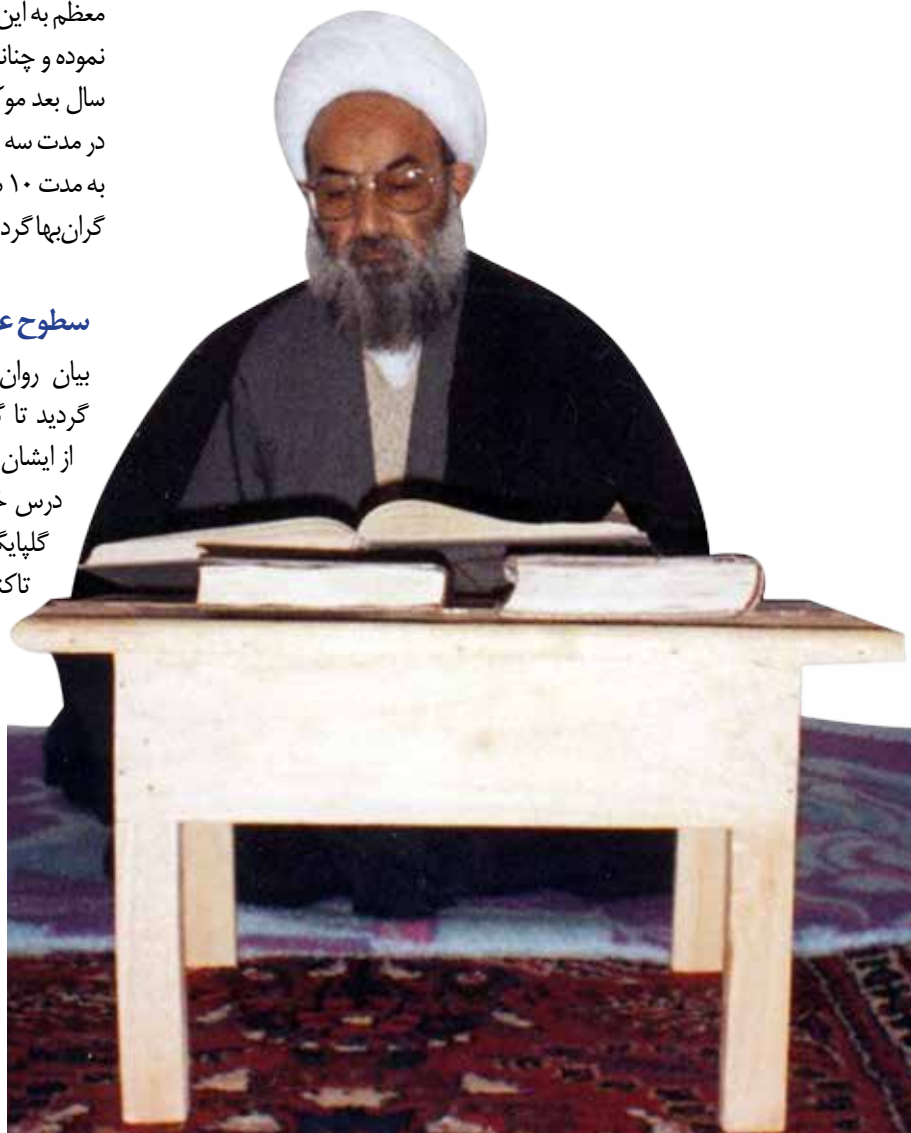 معظم به این
نموده و چنان
سال بعد مو
در مدت سه
به مدت ۱۰
گران‌بها گرد
سطوح ع
بیان روان
گردید تا
از ایشان
درس
گلپایگ
تاک